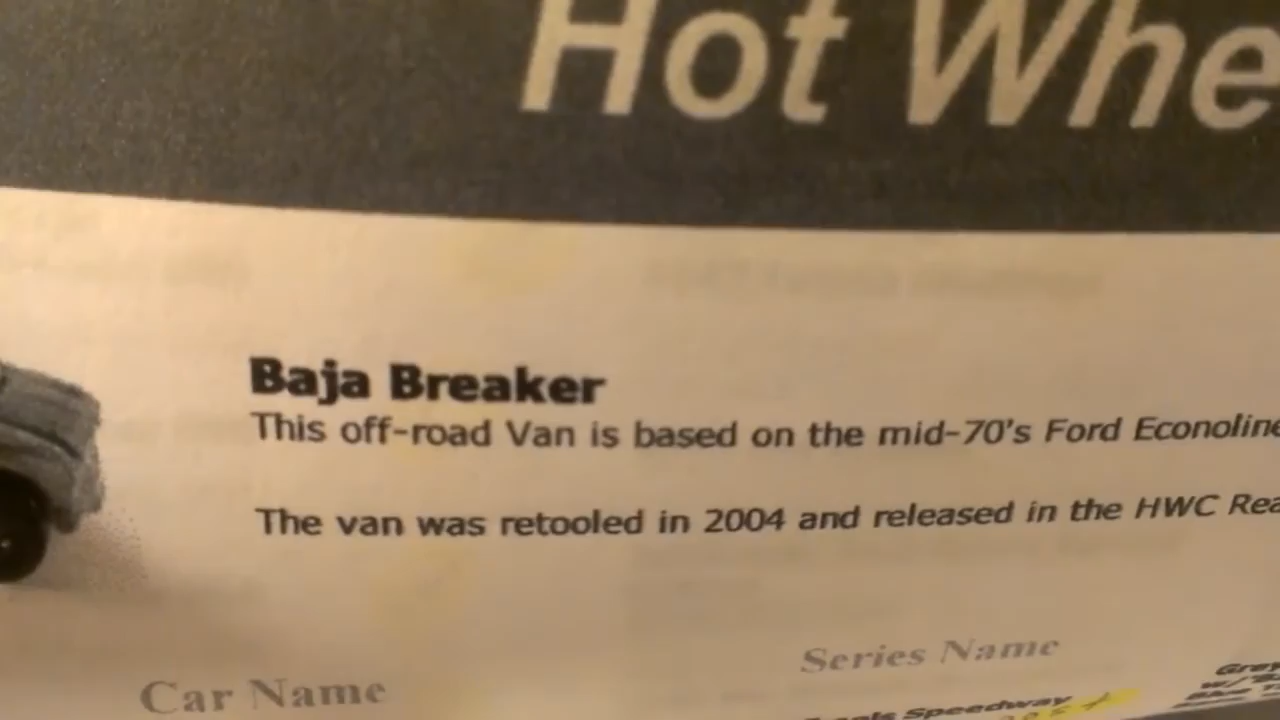 Hot Whe
Baja Breaker
This off-road Van is based on the mid-70's Ford Econoline
The van was retooled in 2004 and released in the HWC Rea
Series Name
Car Name
Speedway